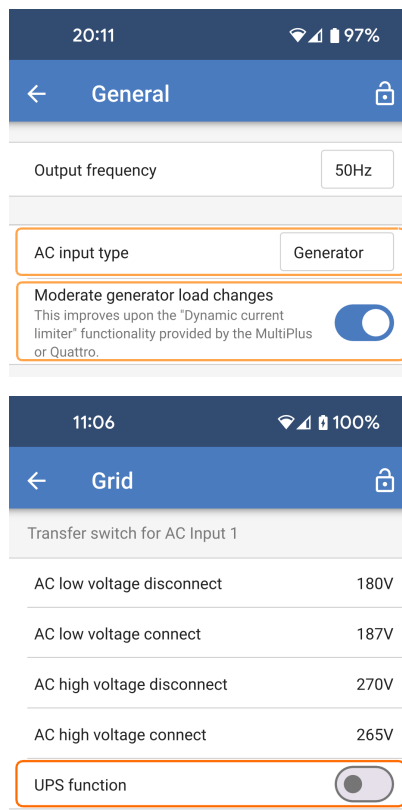 20:11 97%
← General
Output frequency 50Hz
AC input type Generator
Moderate generator load changes
This improves upon the "Dynamic current
limiter" functionality provided by the MultiPlus
or Quattro.
11:06 100%
← Grid
Transfer switch for AC Input 1
AC low voltage disconnect 180V
AC low voltage connect 187V
AC high voltage disconnect 270V
AC high voltage connect 265V
UPS function